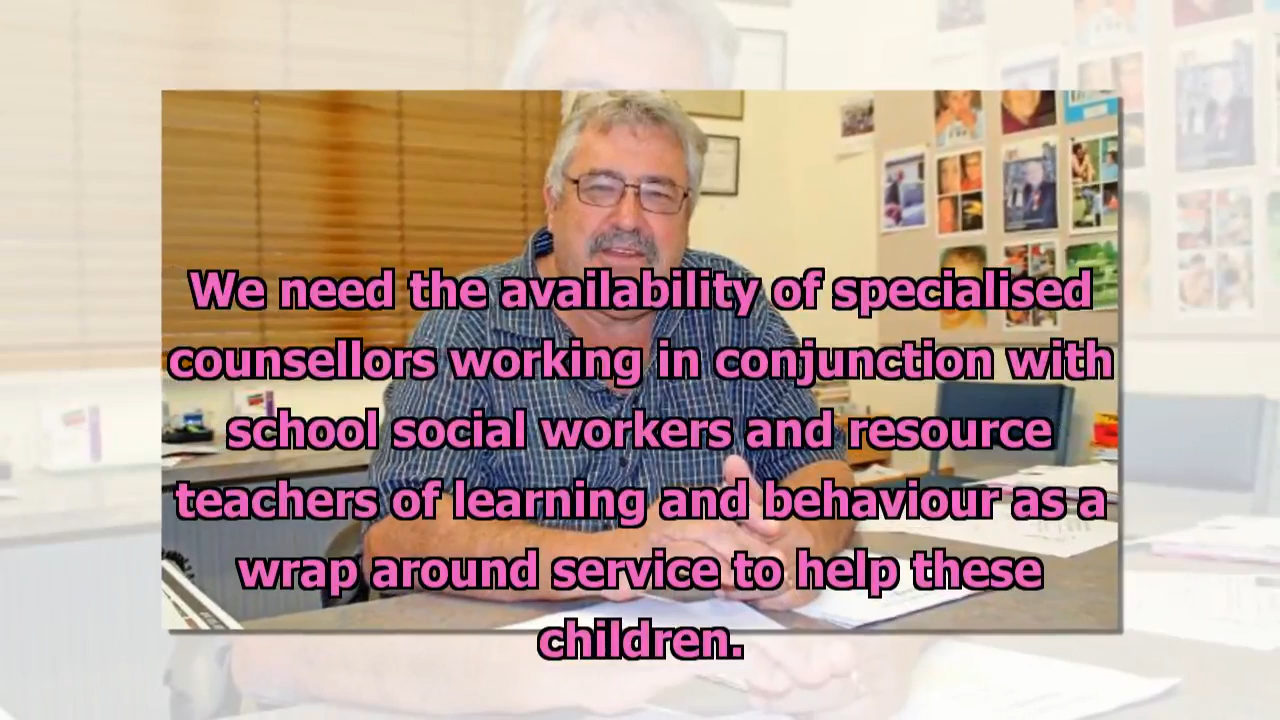 We need the availability of specialised
counsellors working in conjunction with
school social workers and resource
teachers of learning and behaviour as a
wrap around service to help these
children.